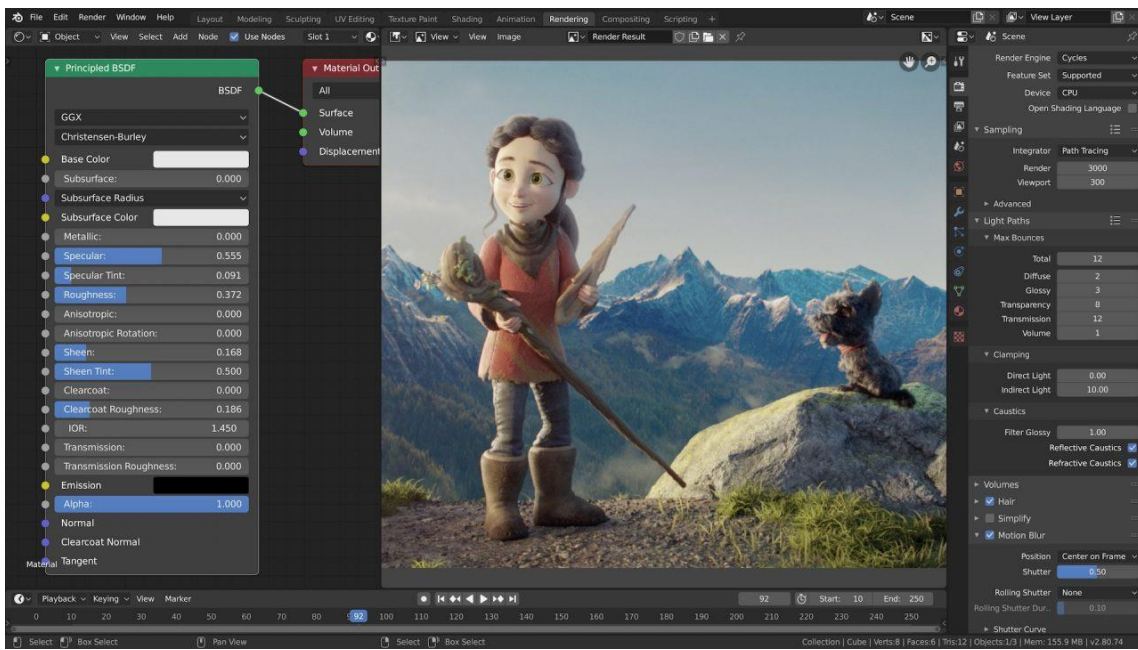 File Edit Render Window Help Layout Modeling Sculpting UV Editing Texture Paint Shading Animation Rendering Compositing Scripting + Scene View Layer
Object View Select Add Node Use Nodes Slot 1 View View Image Render Result Scene
Principled BSDF
BSDF
GGX
Christensen-Burley
Base Color
Subsurface: 0.000
Subsurface Radius
Subsurface Color
Metallic: 0.000
Specular: 0.555
Specular Tint: 0.091
Roughness: 0.372
Anisotropic: 0.000
Anisotropic Rotation: 0.000
Sheen: 0.168
Sheen Tint: 0.500
Clearcoat: 0.000
Clearcoat Roughness: 0.186
IOR: 1.450
Transmission: 0.000
Transmission Roughness: 0.000
Emission
Alpha: 1.000
Normal
Clearcoat Normal
Tangent
Material
Material Out
All
Surface
Volume
Displacement
Render Engine Cycles
Feature Set Supported
Device CPU
Open Shading Language
Sampling
Integrator Path Tracing
Render 3000
Viewport 300
Advanced
Light Paths
Max Bounces
Total 12
Diffuse 2
Glossy 3
Transparency 8
Transmission 12
Volume 1
Clamping
Direct Light 0.00
Indirect Light 10.00
Caustics
Filter Glossy 1.00
Reflective Caustics
Refractive Caustics
Volumes
Hair
Simplify
Motion Blur
Position Center on Frame
Shutter 0.50
Rolling Shutter None
Rolling Shutter Dur.. 0.10
Shutter Curve
Playback Keying View Marker 92 Start: 10 End: 250
0 10 20 30 40 50 60 70 80 92 100 110 120 130 140 150 160 170 180 190 200 210 220 230 240 250
Select Box Select Pan View Select Box Select Collection | Cube | Verts:8 | Faces:6 | Tris:12 | Objects:1/3 | Mem: 155.9 MB | v2.80.74